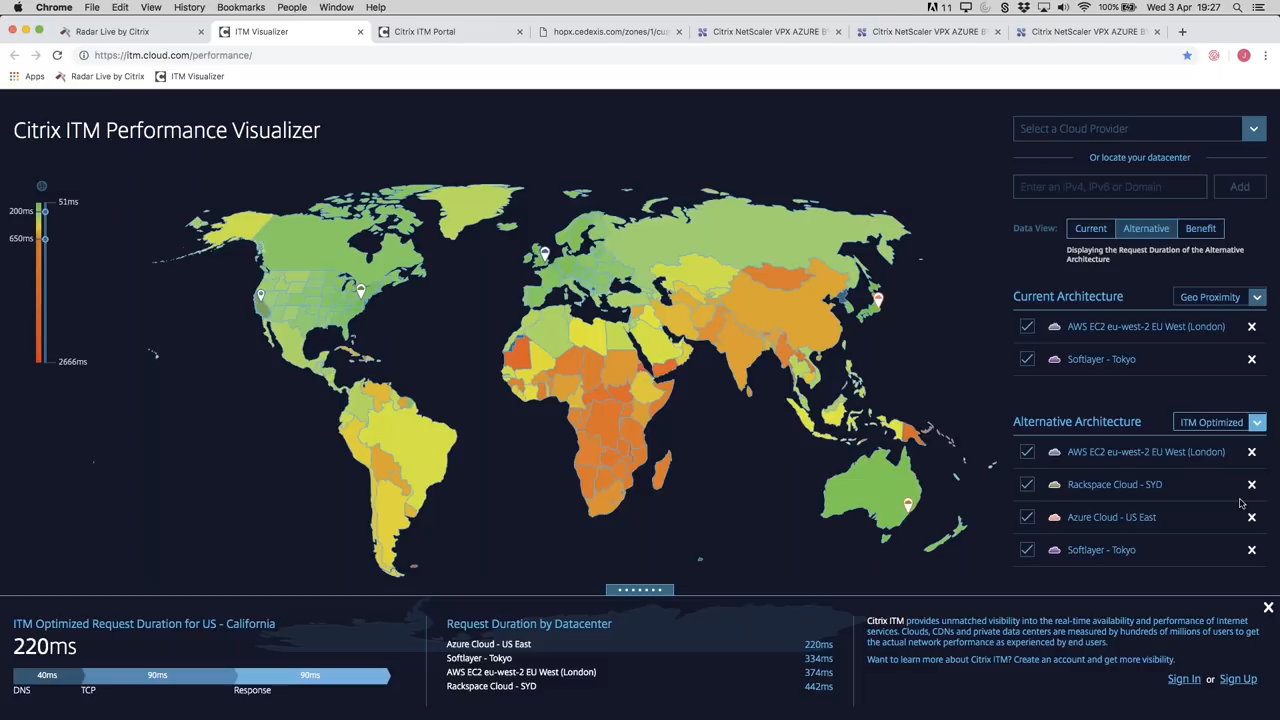 Chrome File Edit View History Bookmarks People Window Help 11 100% Wed 3 Apr 19:27
Radar Live by Citrix
ITM Visualizer
Citrix ITM Portal
hopx.cedexis.com/zones/1/cus
Citrix NetScaler VPX AZURE B
Citrix NetScaler VPX AZURE B
Citrix NetScaler VPX AZURE B
https://itm.cloud.com/performance/
J
Apps Radar Live by Citrix ITM Visualizer
Citrix ITM Performance Visualizer
51ms
200ms
650ms
2666ms
Select a Cloud Provider
Or locate your datacenter
Enter an IPv4, IPv6 or Domain Add
Data View: Current Alternative Benefit
Displaying the Request Duration of the Alternative
Architecture
Current Architecture Geo Proximity
AWS EC2 eu-west-2 EU West (London)
Softlayer - Tokyo
Alternative Architecture ITM Optimized
AWS EC2 eu-west-2 EU West (London)
Rackspace Cloud - SYD
Azure Cloud - US East
Softlayer - Tokyo
ITM Optimized Request Duration for US - California
220ms
40ms 90ms 90ms
DNS TCP Response
Request Duration by Datacenter
Azure Cloud - US East 220ms
Softlayer - Tokyo 334ms
AWS EC2 eu-west-2 EU West (London) 374ms
Rackspace Cloud - SYD 442ms
Citrix ITM provides unmatched visibility into the real-time availability and performance of Internet
services. Clouds, CDNs and private data centers are measured by hundreds of millions of users to get
the actual network performance as experienced by end users.
Want to learn more about Citrix ITM? Create an account and get more visibility.
Sign In or Sign Up